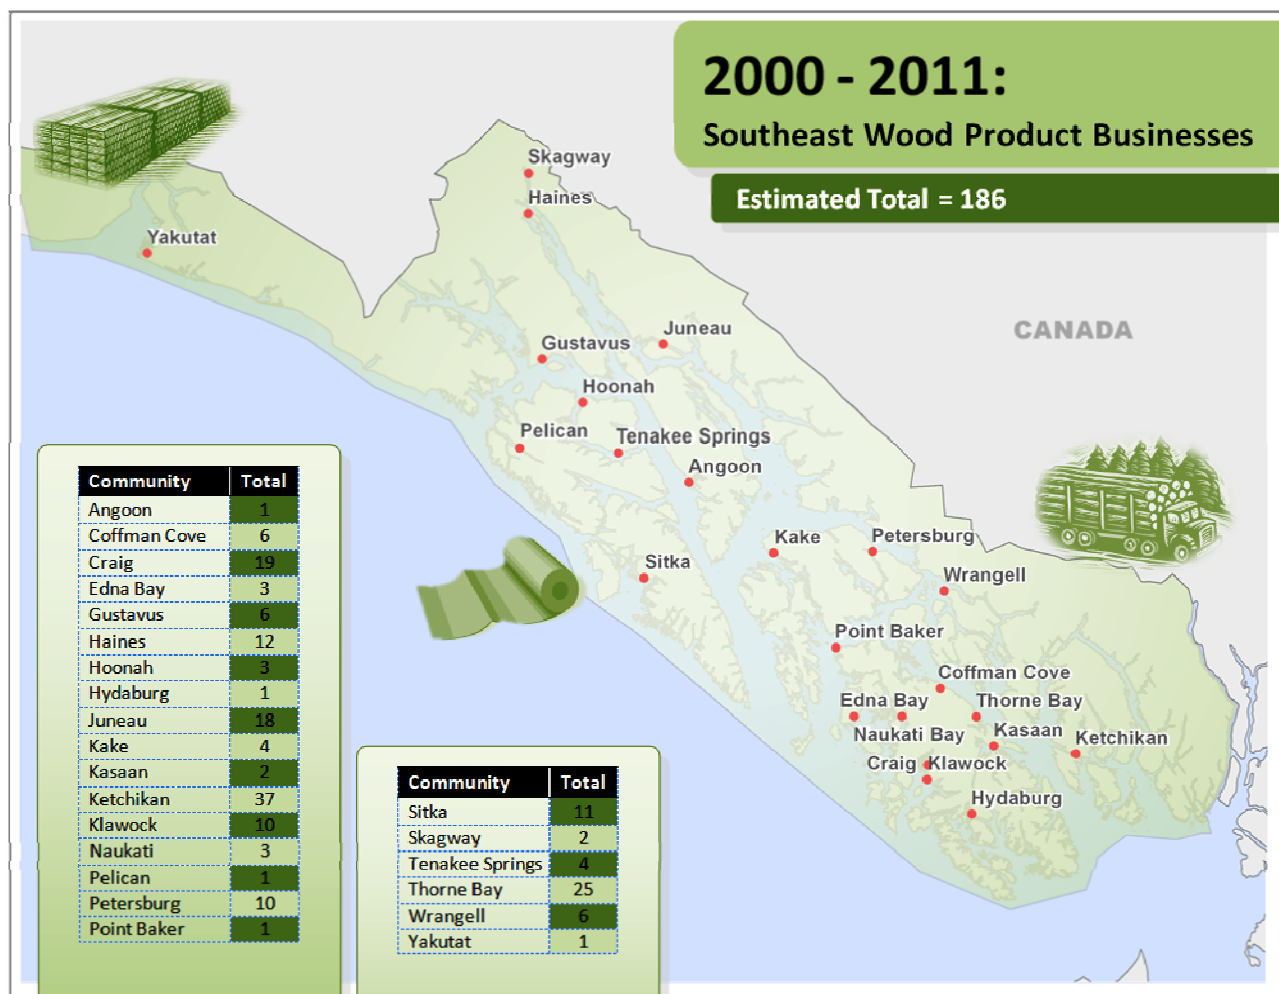 2000 - 2011:
Southeast Wood Product Businesses
Estimated Total = 186
Skagway
Haines
Yakutat
CANADA
Juneau
Gustavus
Hoonah
Pelican
Tenakee Springs
Angoon
Kake
Petersburg
Sitka
Wrangell
Point Baker
Coffman Cove
Edna Bay
Thorne Bay
Naukati Bay
Kasaan
Ketchikan
Craig
Klawock
Hydaburg
Community Total
Angoon 1
Coffman Cove 6
Craig 19
Edna Bay 3
Gustavus 6
Haines 12
Hoonah 3
Hydaburg 1
Juneau 18
Kake 4
Kasaan 2
Ketchikan 37
Klawock 10
Naukati 3
Pelican 1
Petersburg 10
Point Baker 1
Community Total
Sitka 11
Skagway 2
Tenakee Springs 4
Thorne Bay 25
Wrangell 6
Yakutat 1